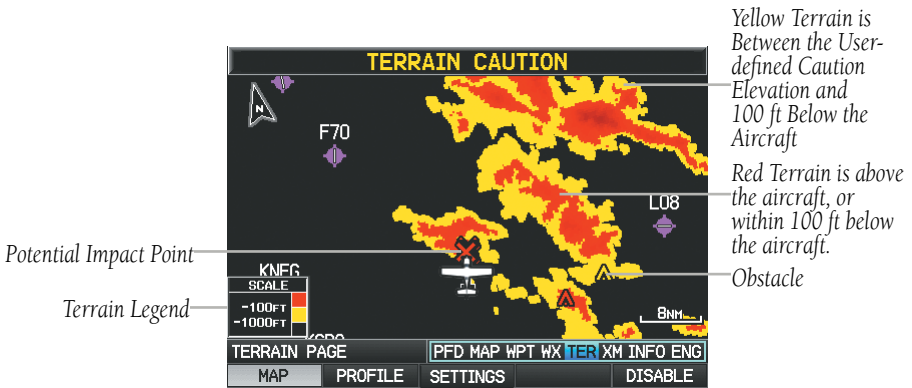 Yellow Terrain is
Between the User-
defined Caution
Elevation and
100 ft Below the
Aircraft
TERRAIN CAUTION
N
F70
Red Terrain is above
the aircraft, or
within 100 ft below
the aircraft.
L08
Potential Impact Point
Obstacle
KNFG
SCALE
Terrain Legend
-100FT
-1000FT
8NM
TERRAIN PAGE
PFD MAP WPT WX TER XM INFO ENG
MAP PROFILE SETTINGS DISABLE